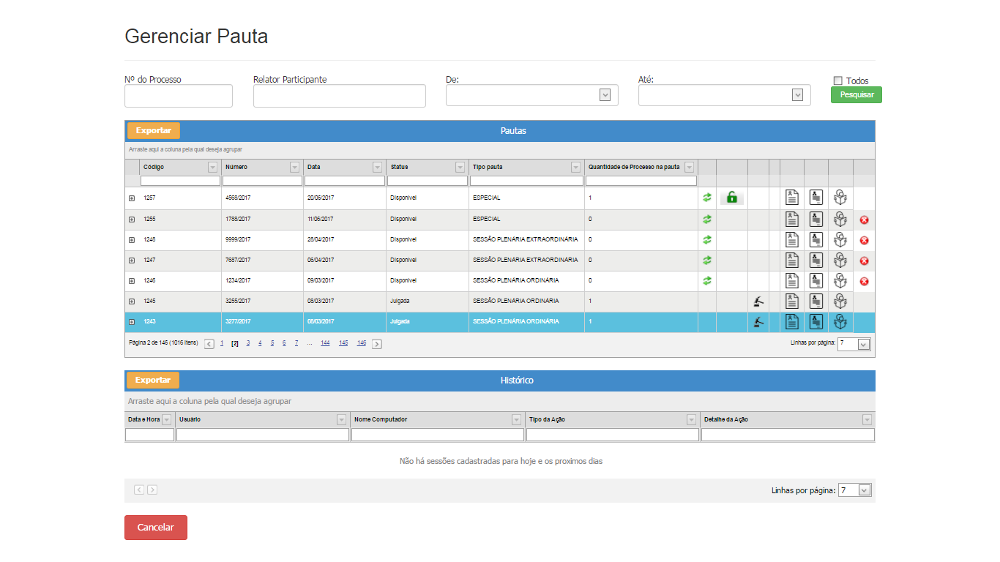 Gerenciar Pauta
Nº do Processo Relator Participante De: Até: Todos
Pesquisar
Exportar Pautas
Arraste aqui a coluna pela qual deseja agrupar
Código Número Data Status Tipo pauta Quantidade de Processo na pauta
1257 4568/2017 20/06/2017 Disponível ESPECIAL 1
1255 1788/2017 11/06/2017 Disponível ESPECIAL 0
1248 9999/2017 28/04/2017 Disponível SESSÃO PLENÁRIA EXTRAORDINÁRIA 0
1247 7687/2017 06/04/2017 Disponível SESSÃO PLENÁRIA EXTRAORDINÁRIA 0
1246 1234/2017 09/03/2017 Disponível SESSÃO PLENÁRIA ORDINÁRIA 0
1245 3255/2017 08/03/2017 Julgada SESSÃO PLENÁRIA ORDINÁRIA 1
1243 3277/2017 08/03/2017 Julgada SESSÃO PLENÁRIA ORDINÁRIA 1
Página 2 de 146 (1016 itens) 1 [2] 3 4 5 6 7 … 144 145 146 Linhas por página: 7
Exportar Histórico
Arraste aqui a coluna pela qual deseja agrupar
Data e Hora Usuário Nome Computador Tipo da Ação Detalhe da Ação
Não há sessões cadastradas para hoje e os proximos dias
Linhas por página: 7
Cancelar